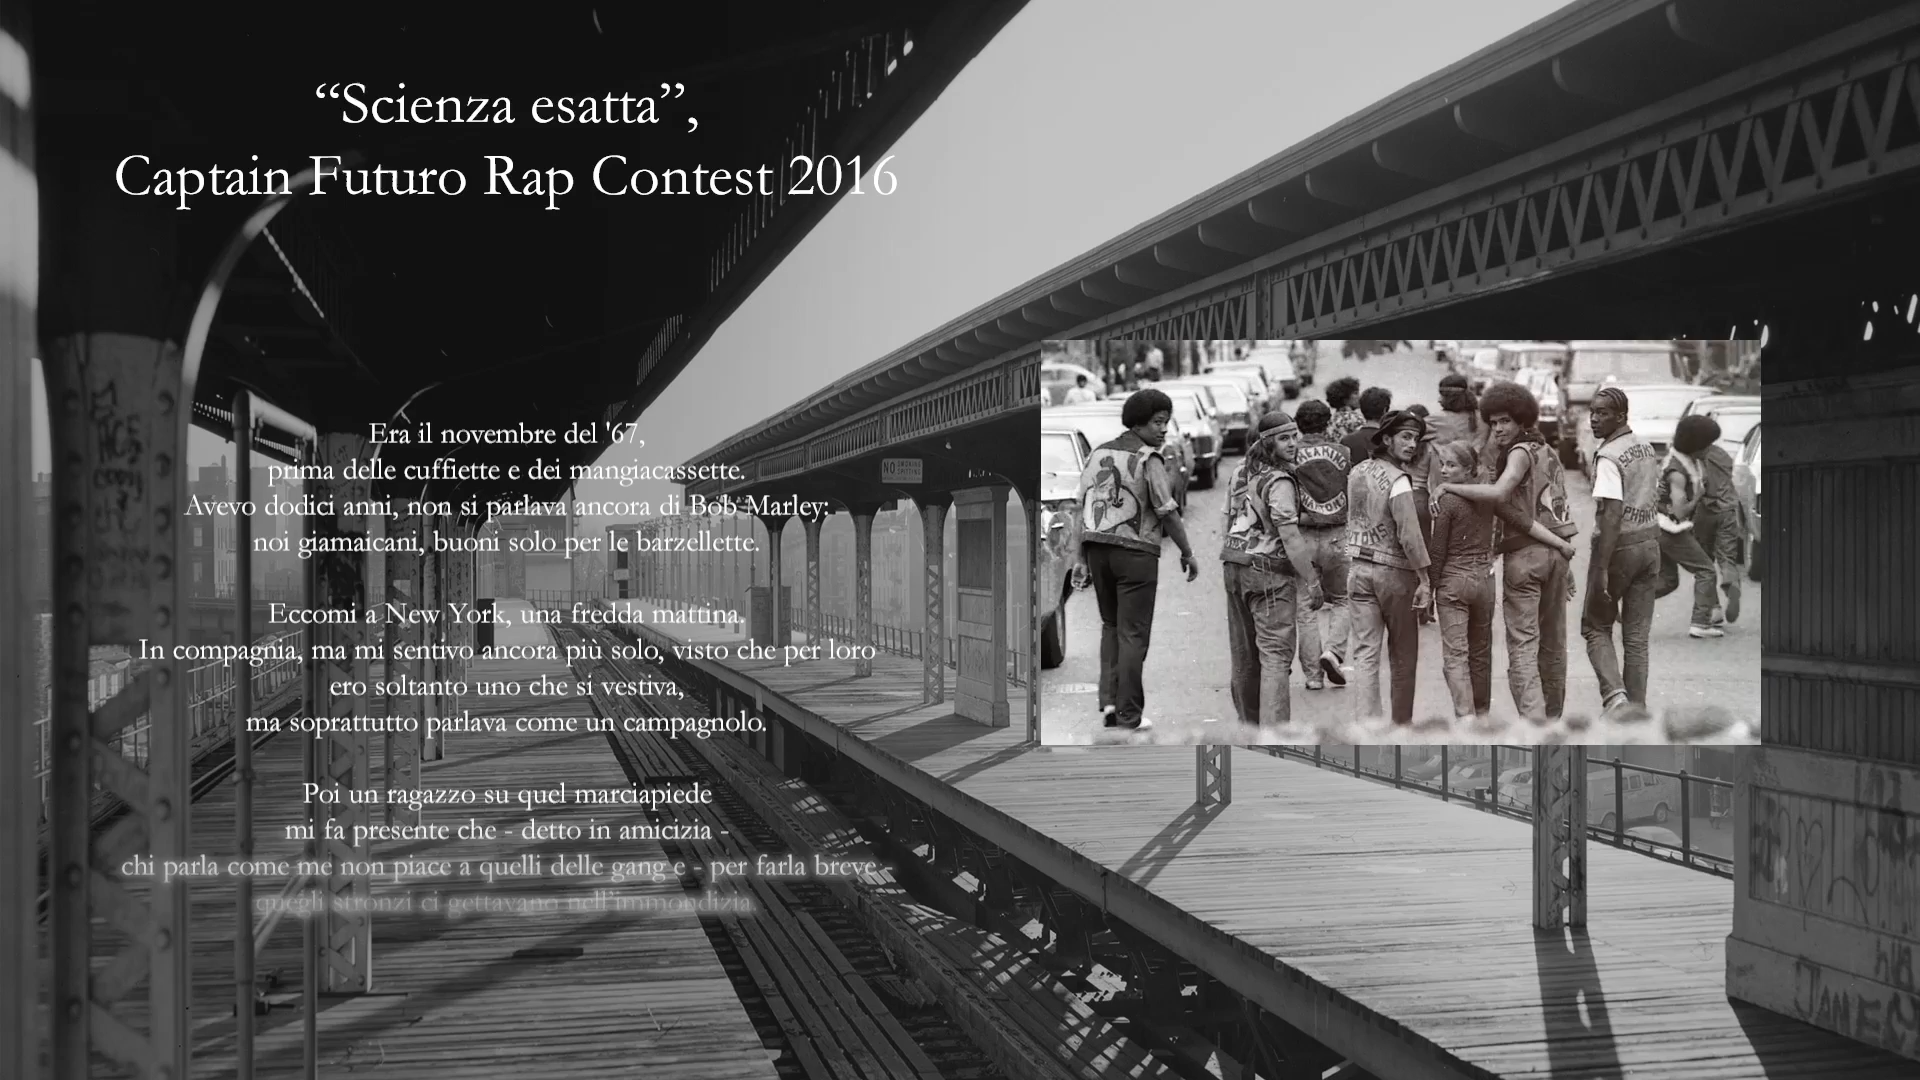 “Scienza esatta”,
Captain Futuro Rap Contest 2016
Era il novembre del '67,
prima delle cuffiette e dei mangiacassette.
Avevo dodici anni, non si parlava ancora di Bob Marley:
noi giamaicani, buoni solo per le barzellette.
Eccomi a New York, una fredda mattina.
In compagnia, ma mi sentivo ancora più solo, visto che per loro
ero soltanto uno che si vestiva,
ma soprattutto parlava come un campagnolo.
Poi un ragazzo su quel marciapiede
mi fa presente che - detto in amicizia -
chi parla come me non piace a quelli delle gang e - per farla breve -
quegli stronzi ci gettavano nell’immondizia.
NO SMOKING
SPITTING